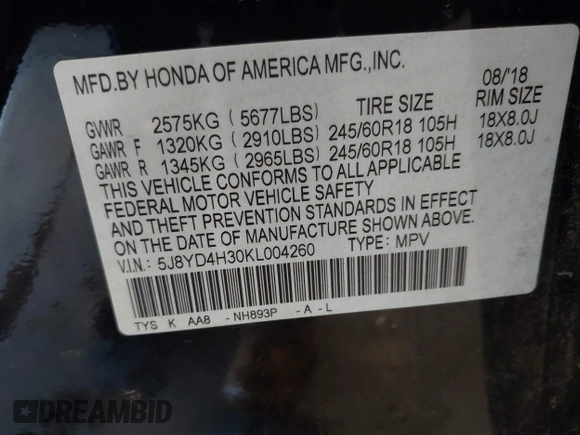 MFD.BY HONDA OF AMERICA MFG.,INC.
08/'18
TIRE SIZE RIM SIZE
GVWR 2575KG ( 5677LBS )
GAWR F 1320KG ( 2910LBS ) 245/60R18 105H 18X8.0J
GAWR R 1345KG ( 2965LBS ) 245/60R18 105H 18X8.0J
THIS VEHICLE CONFORMS TO ALL APPLICABLE
FEDERAL MOTOR VEHICLE SAFETY
AND THEFT PREVENTION STANDARDS IN EFFECT
ON THE DATE OF MANUFACTURE SHOWN ABOVE.
V.I.N.: 5J8YD4H30KL004260 TYPE: MPV
TYS K AA8 -NH893P -A-L
DREAMBID